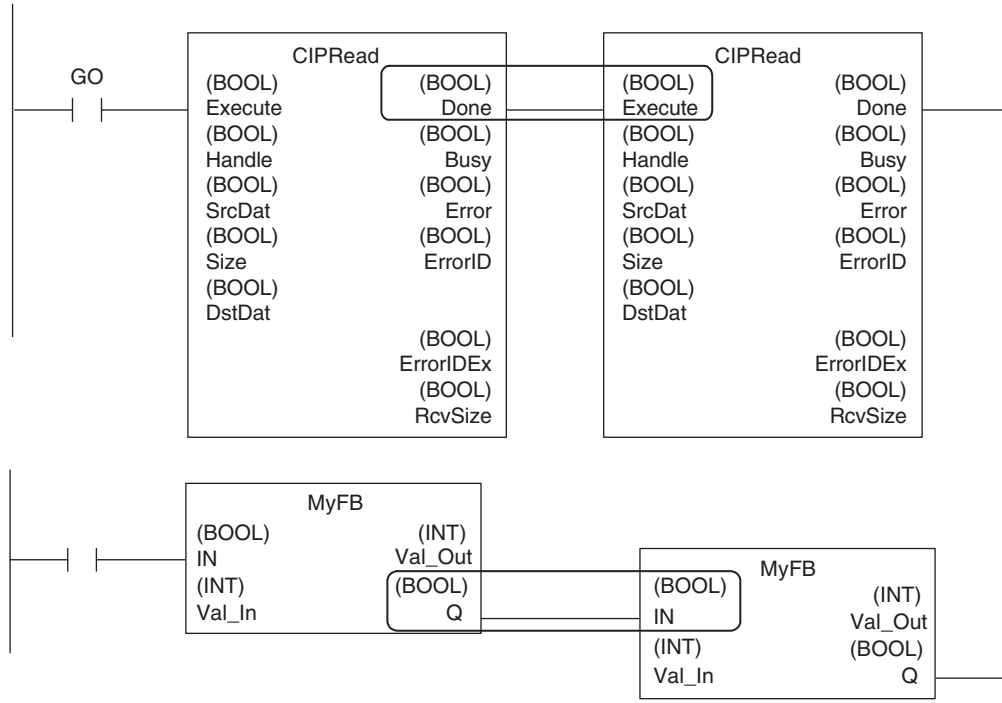 CIPRead
CIPRead
GO
(BOOL) (BOOL) (BOOL) (BOOL)
Execute Done Execute Done
(BOOL) (BOOL) (BOOL) (BOOL)
Handle Busy Handle Busy
(BOOL) (BOOL) (BOOL) (BOOL)
SrcDat Error SrcDat Error
(BOOL) (BOOL) (BOOL) (BOOL)
Size ErrorID Size ErrorID
(BOOL) (BOOL)
DstDat DstDat
(BOOL) (BOOL)
ErrorIDEx ErrorIDEx
(BOOL) (BOOL)
RcvSize RcvSize
MyFB
(BOOL) (INT)
IN Val_Out
(INT) (BOOL)
Val_In Q
MyFB
(BOOL) (INT)
IN Val_Out
(INT) (BOOL)
Val_In Q